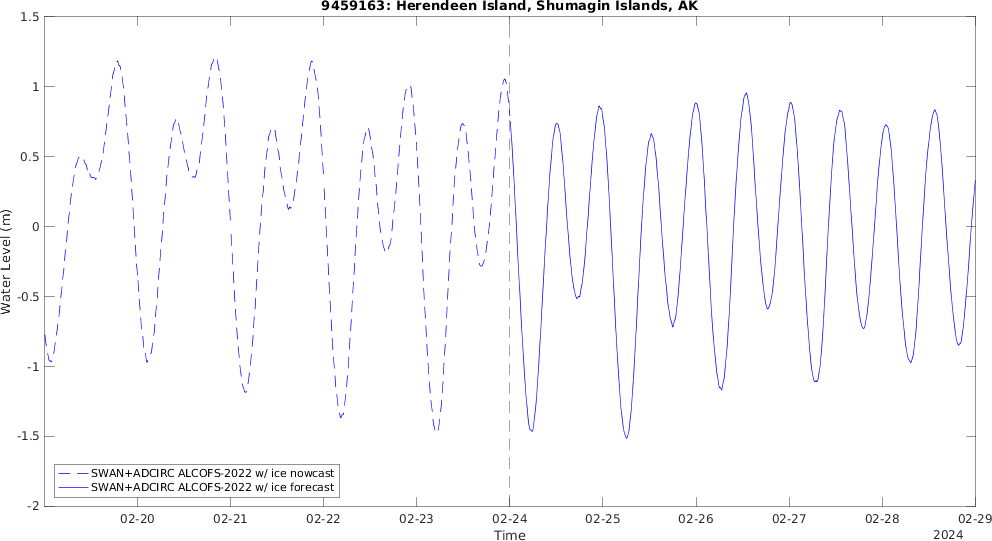 9459163: Herendeen Island, Shumagin Islands, AK
1.5
1
0.5
0
-0.5
-1
-1.5
-2
Water Level (m)
SWAN+ADCIRC ALCOFS-2022 w/ ice nowcast
SWAN+ADCIRC ALCOFS-2022 w/ ice forecast
02-20 02-21 02-22 02-23 02-24 02-25 02-26 02-27 02-28 02-29
Time
2024